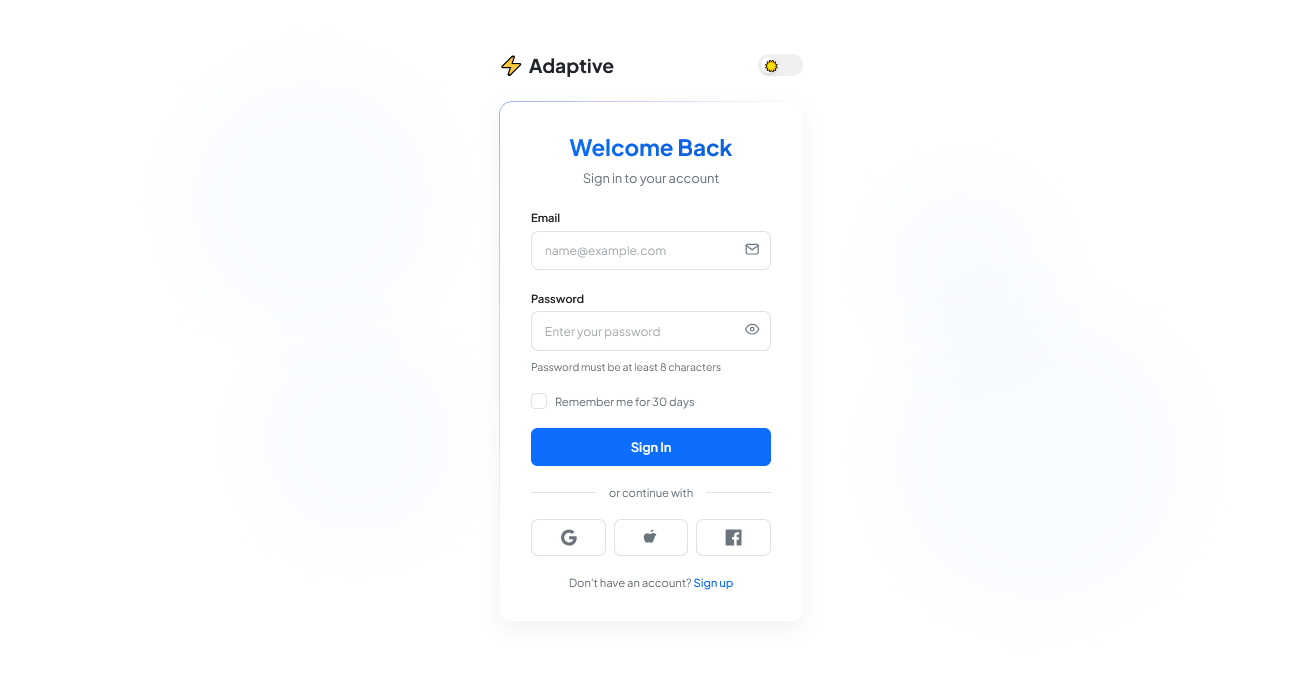 Adaptive
Welcome Back
Sign in to your account
Email
name@example.com
Password
Enter your password
Password must be at least 8 characters
Remember me for 30 days
Sign In
or continue with
Don't have an account? Sign up